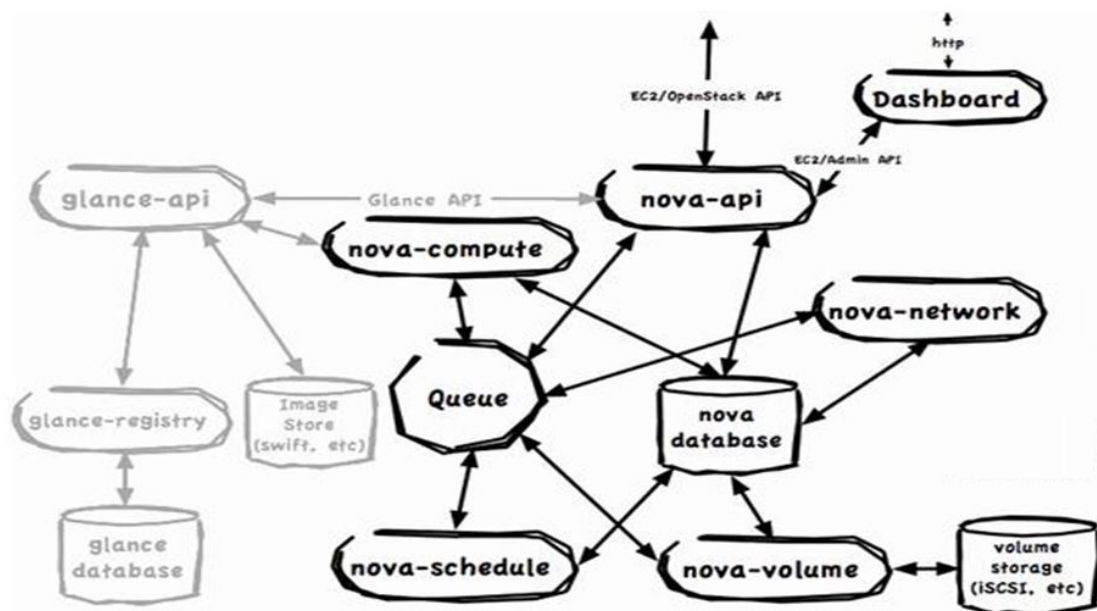 http
EC2/OpenStack API
Dashboard
EC2/Admin API
glance-api
Glance API
nova-api
nova-compute
nova-network
Queue
nova
database
glance-registry
Image
Store
(swift, etc)
glance
database
nova-schedule
nova-volume
volume
storage
(iSCSI, etc)